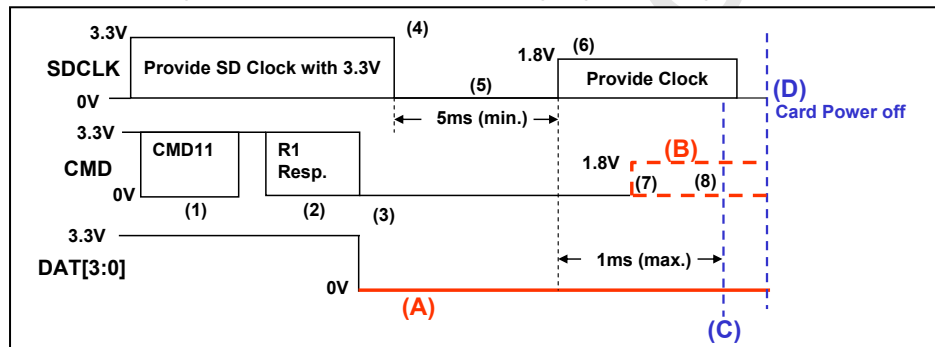 3.3V
(4)
1.8V
(6)
SDCLK
Provide SD Clock with 3.3V
(5)
Provide Clock
(D)
0V
Card Power off
5ms (min.)
3.3V
CMD11
R1
Resp.
(B)
CMD
1.8V
(7)
(8)
0V
(1)
(2)
(3)
3.3V
DAT[3:0]
1ms (max.)
0V
(A)
(C)